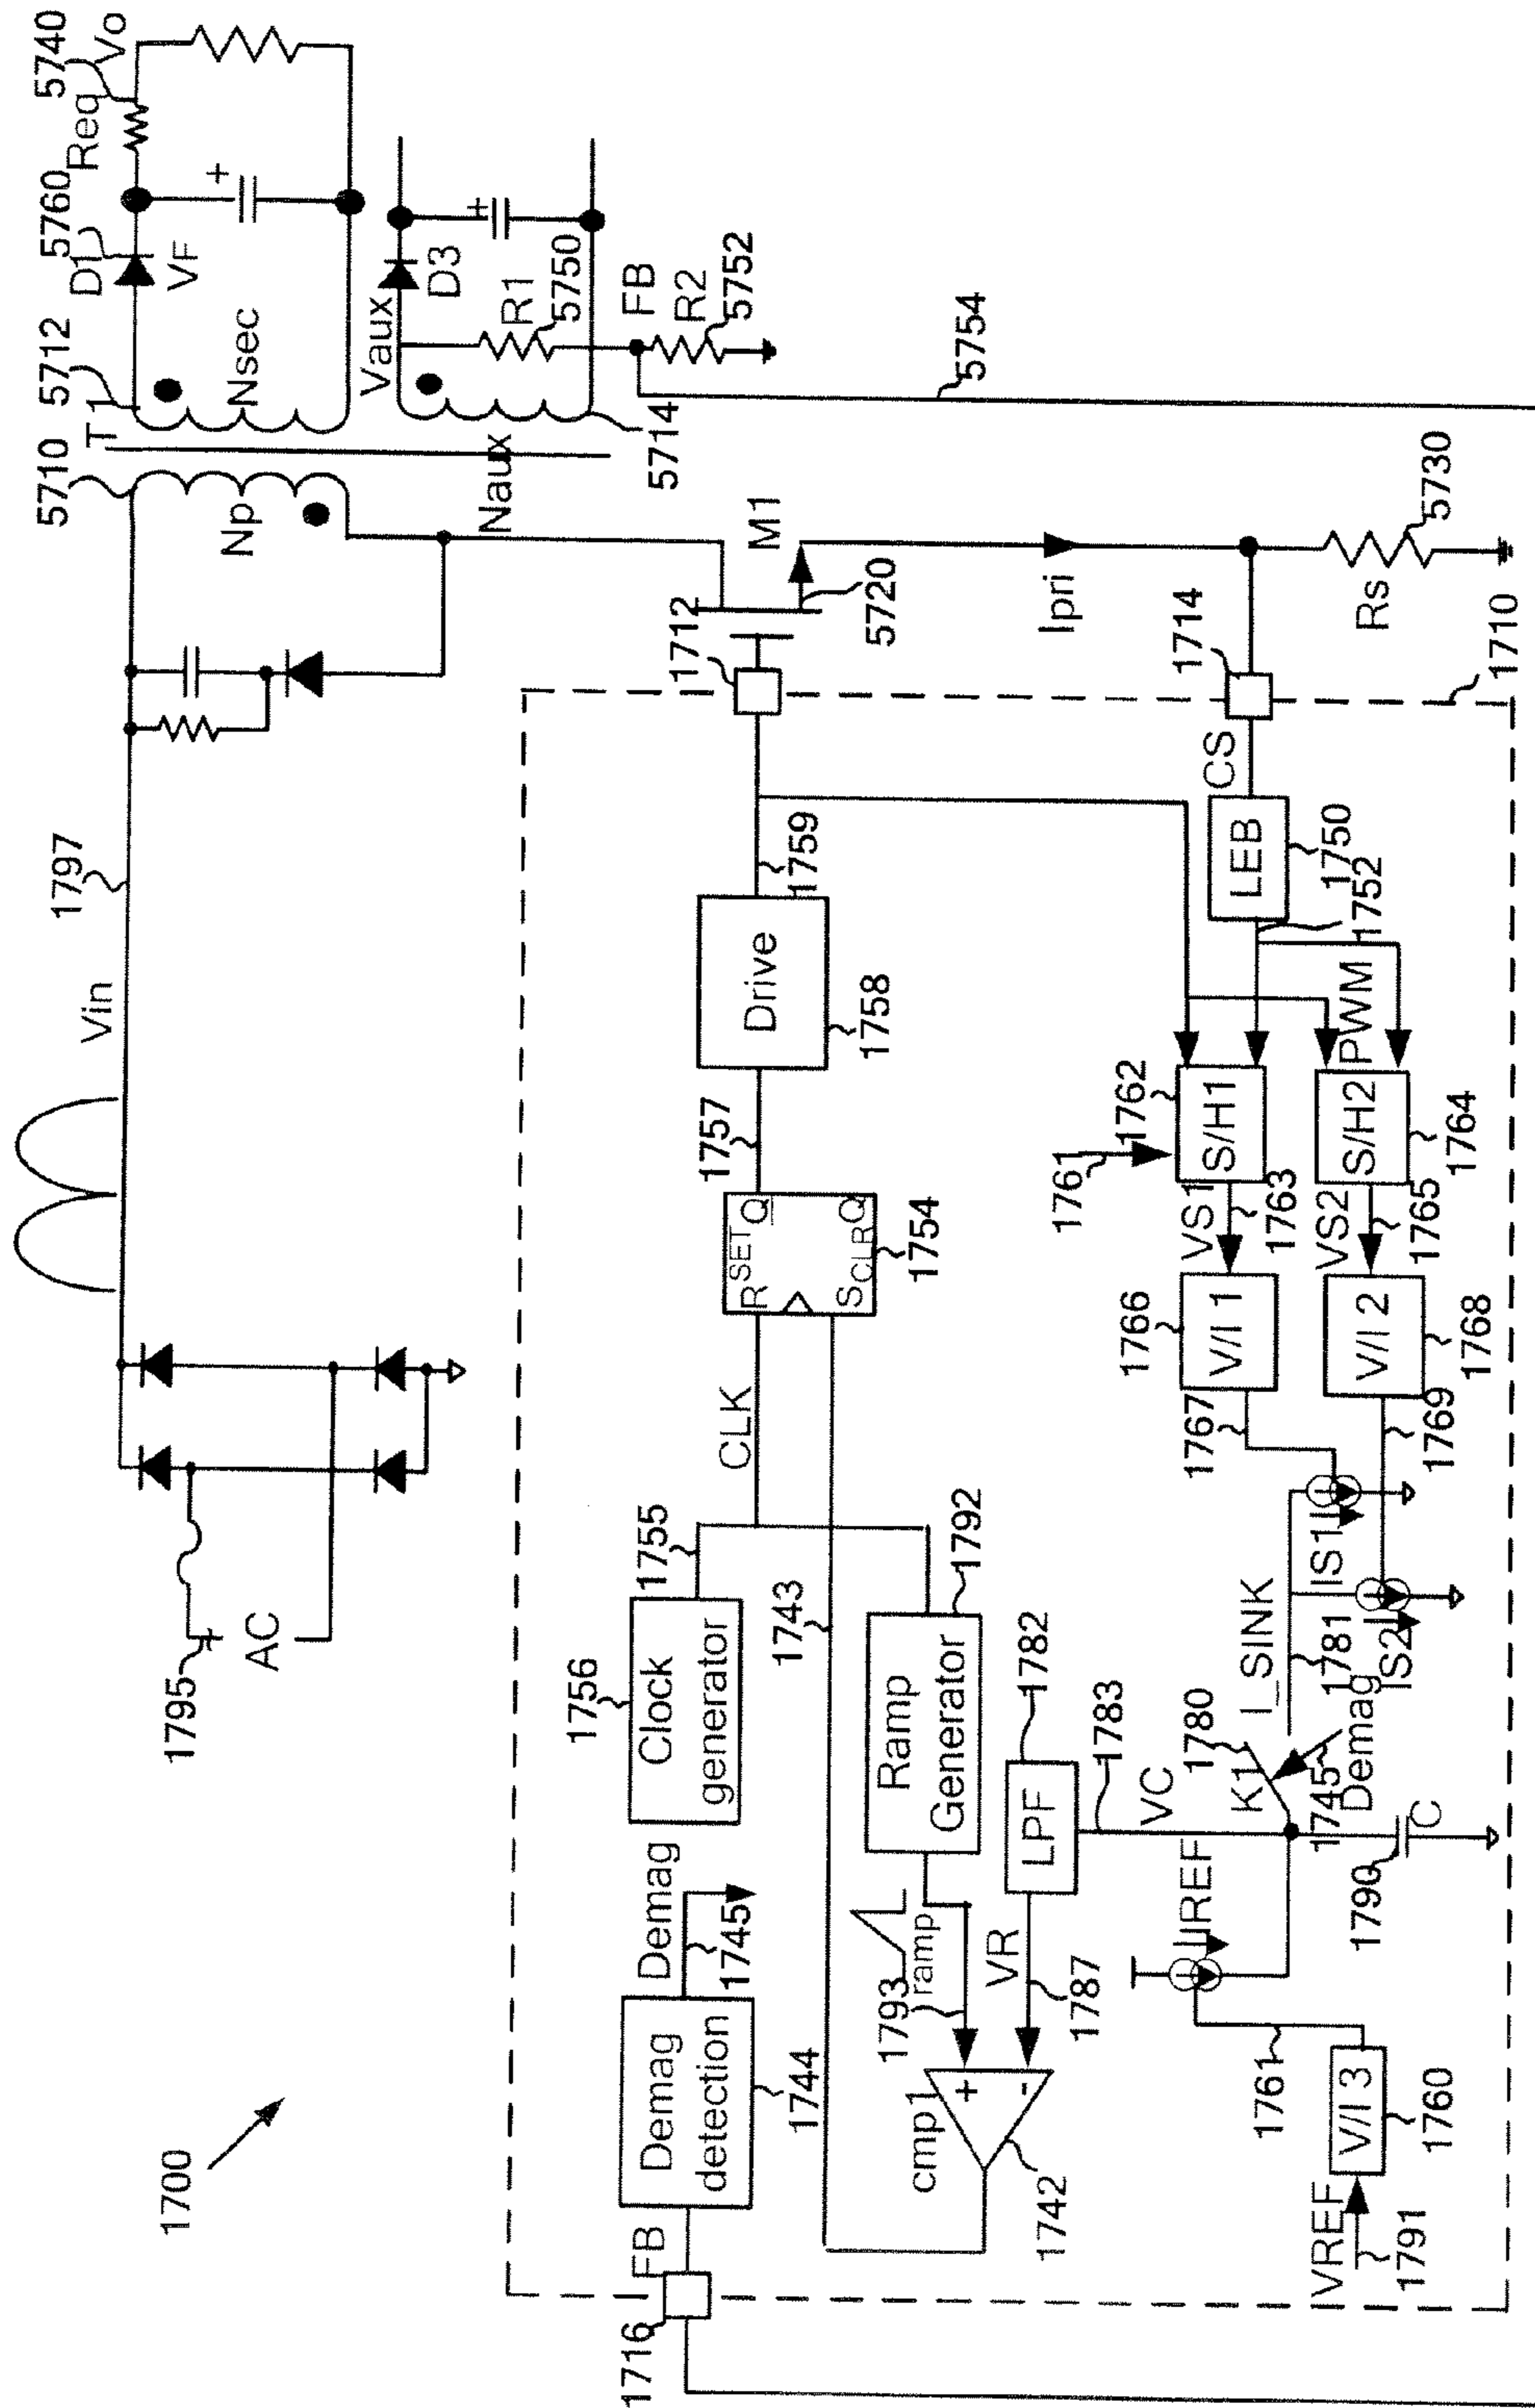 1700
1795
AC
Vin
1797
5710
T1
5712
Np
Nsec
D1
5760
VF
Req
5740
Vo
Vaux
D3
R1
5750
FB
R2
5752
Naux
5714
5754
1716
FB
Demag
detection
1744
Demag
1745
1756
Clock
generator
1755
CLK
R
SET
Q
S
CLR
Q
1754
1757
Drive
1758
1759
1712
M1
5720
Ipri
1743
cmp1
+
-
1742
1793
ramp
VR
1787
Ramp
Generator
1792
LPF
1782
1783
VC
IREF
1761
IVREF
1791
V/I 3
1760
1790
C
K1
1780
1745
Demag
I_SINK
1781
IS1
IS2
1767
1769
1766
V/I 1
V/I 2
1768
VS1
1763
VS2
1765
1761
1762
S/H1
S/H2
1764
PWM
1752
LEB
1750
CS
1714
Rs
5730
1710